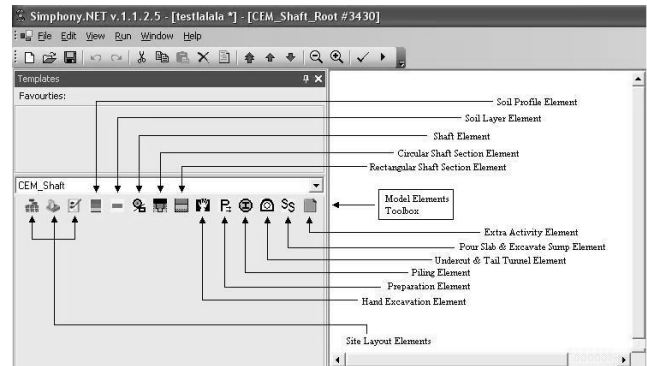 Simphony.NET v.1.1.2.5 - [testlalala *] - [CEM_Shaft_Root #3430]
File Edit View Run Window Help
Templates
Favourties:
Soil Profile Element
Soil Layer Element
Shaft Element
Circular Shaft Section Element
Rectangular Shaft Section Element
CEM_Shaft
Model Elements
Toolbox
P
SS
Extra Activity Element
Pour Slab & Excavate Sump Element
Undercut & Tail Tunnel Element
Piling Element
Preparation Element
Hand Excavation Element
Site Layout Elements